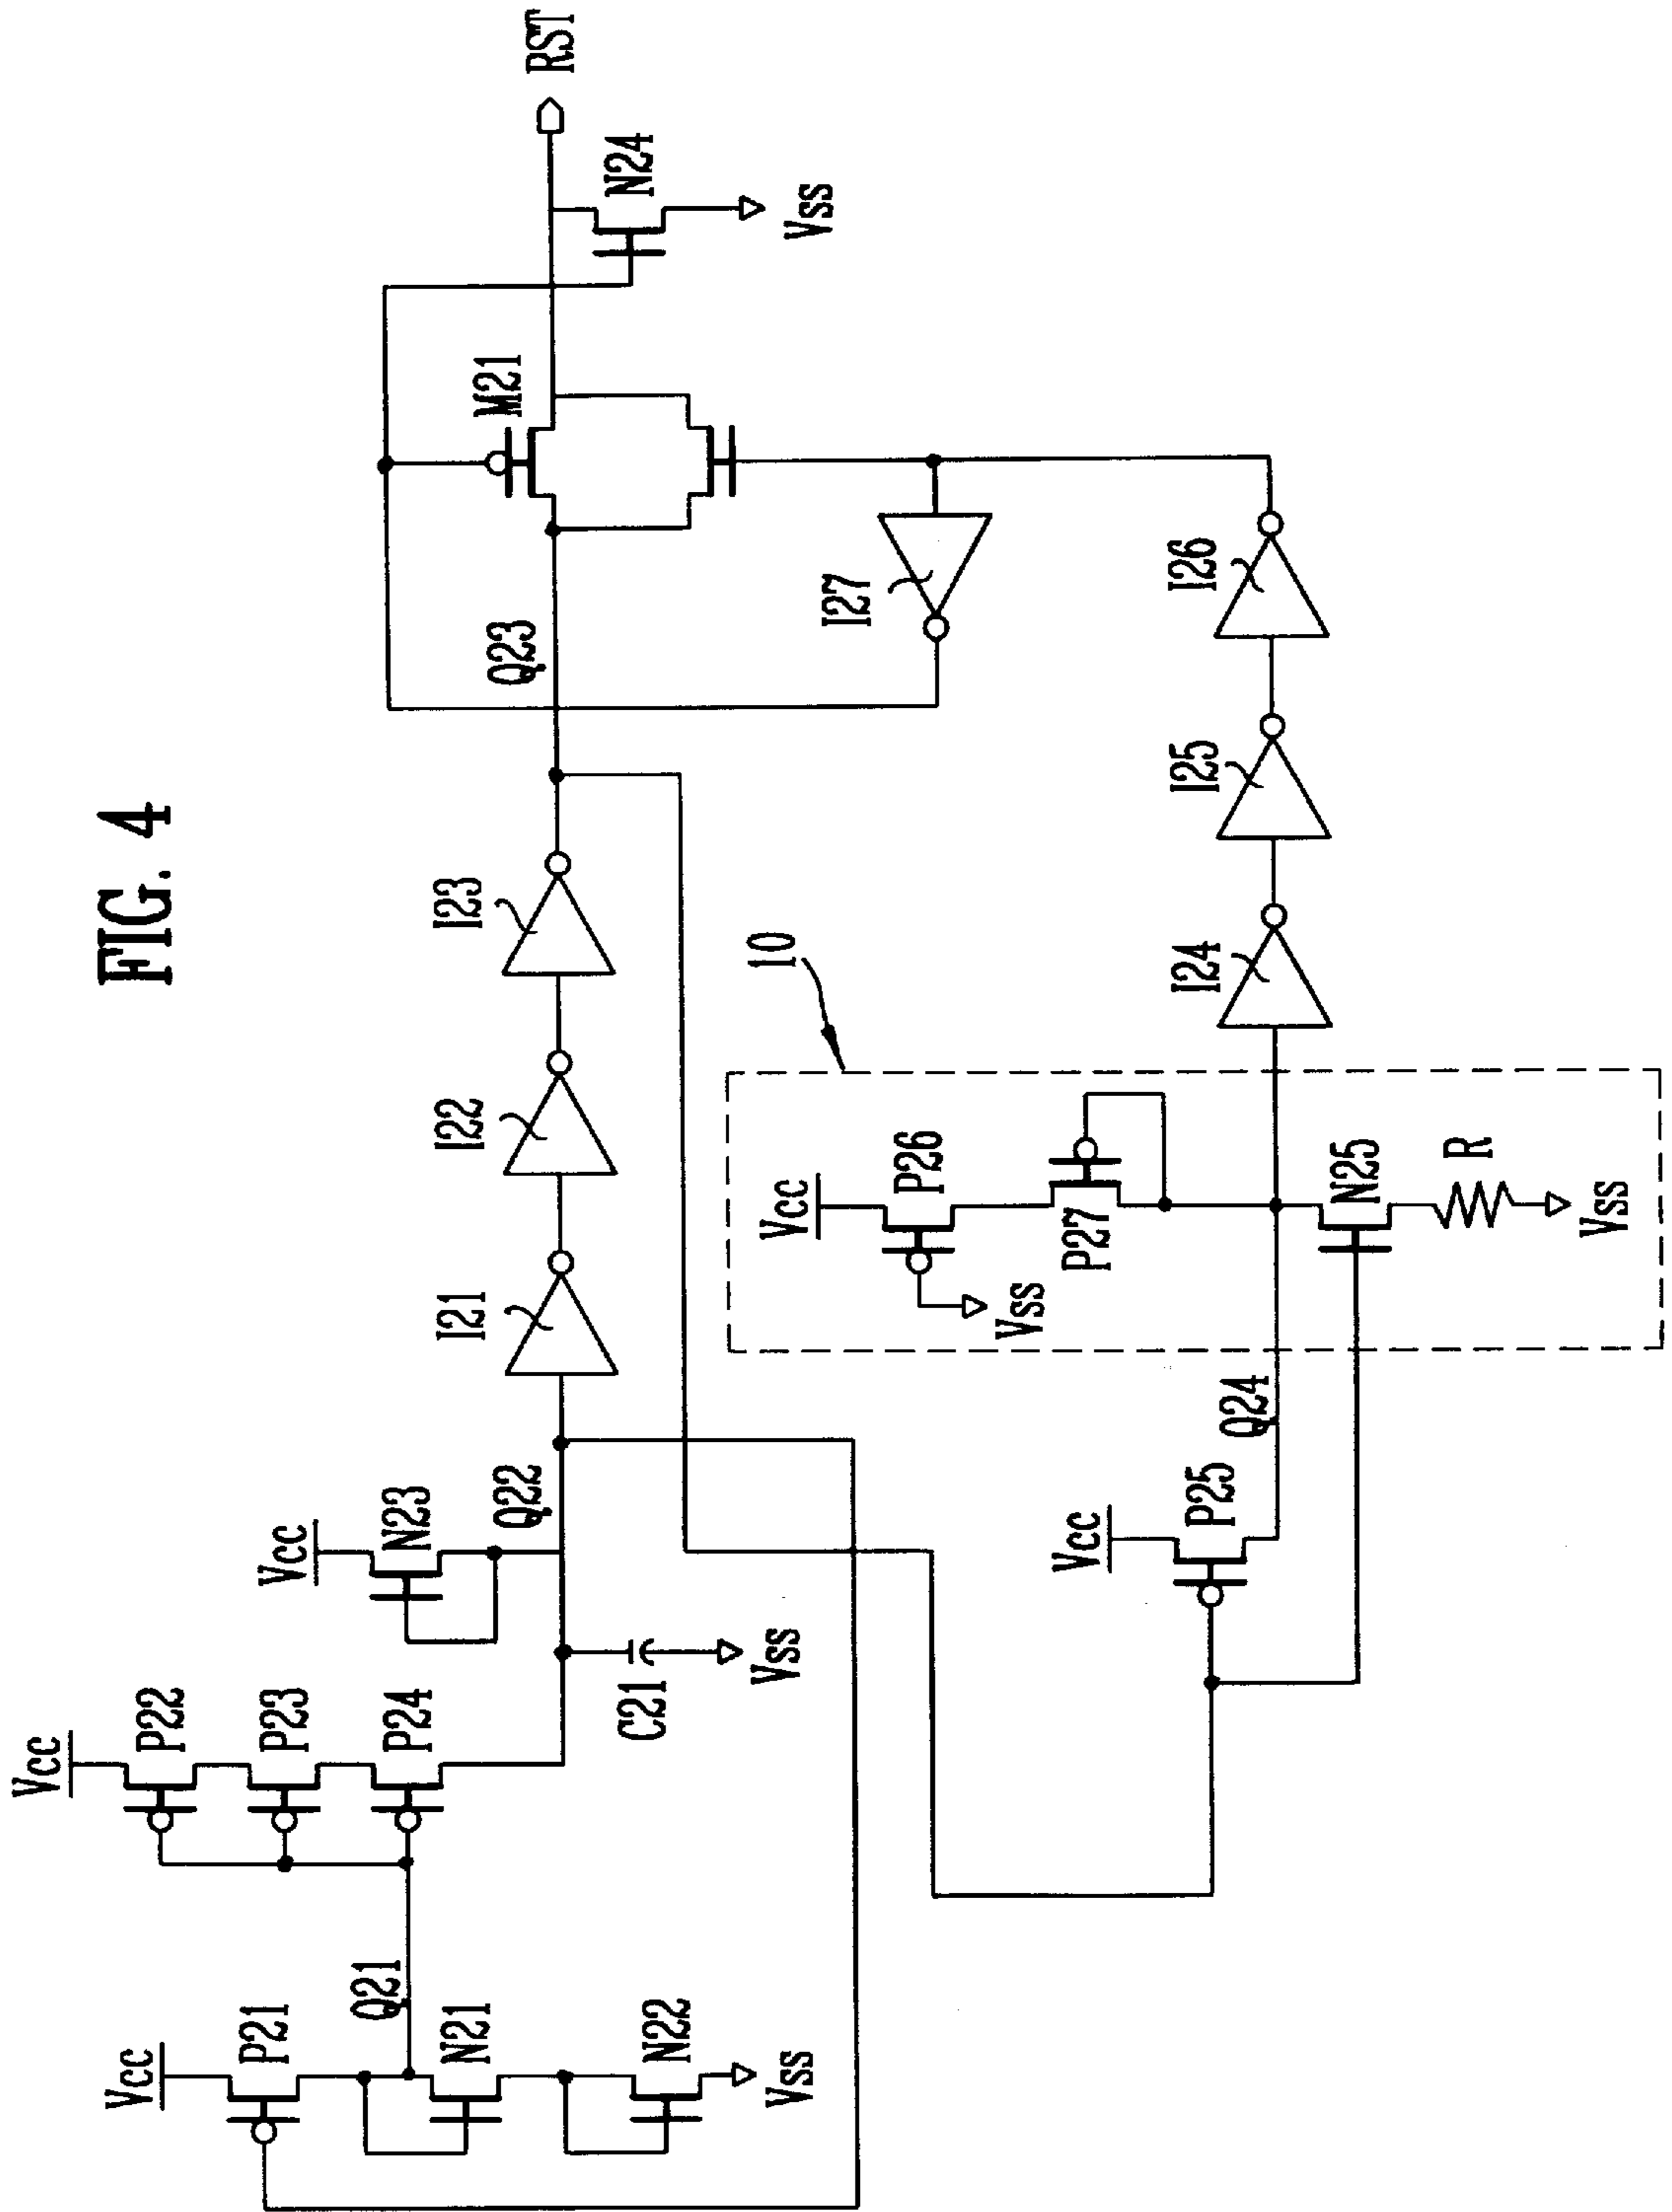 FIG. 4
Vcc
P21
Q21
N21
N22
Vss
Vcc
P22
P23
P24
C21
Vss
Vcc
N23
Q22
I21
I22
I23
Q23
M21
RST
N24
Vss
I27
Vcc
P25
Q24
10
Vcc
P26
Vss
P27
N25
R
Vss
I24
I25
I26